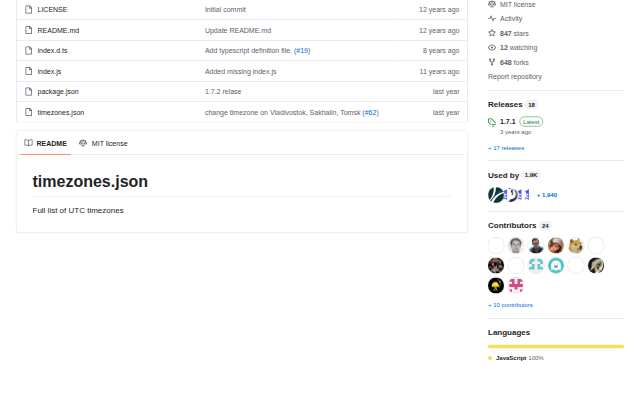 LICENSE Initial commit 12 years ago
README.md Update README.md 12 years ago
index.d.ts Add typescript definition file. (#19) 8 years ago
index.js Added missing index.js 11 years ago
package.json 1.7.2 relase last year
timezones.json change timezone on Vladivostok, Sakhalin, Tomsk (#62) last year
README MIT license
timezones.json
Full list of UTC timezones
MIT license
Activity
847 stars
12 watching
648 forks
Report repository
Releases 18
1.7.1 Latest
3 years ago
+ 17 releases
Used by 1.9K
+ 1,940
Contributors 24
+ 10 contributors
Languages
JavaScript 100%